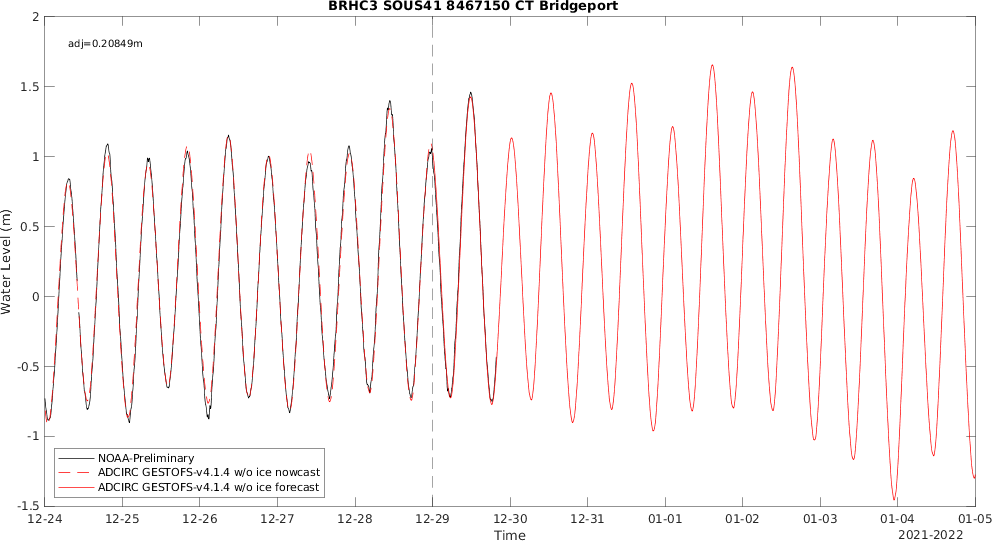 BRHC3 SOUS41 8467150 CT Bridgeport
adj=0.20849m
2
1.5
1
0.5
0
-0.5
-1
-1.5
Water Level (m)
NOAA-Preliminary
ADCIRC GESTOFS-v4.1.4 w/o ice nowcast
ADCIRC GESTOFS-v4.1.4 w/o ice forecast
12-24 12-25 12-26 12-27 12-28 12-29 12-30 12-31 01-01 01-02 01-03 01-04 01-05
Time
2021-2022